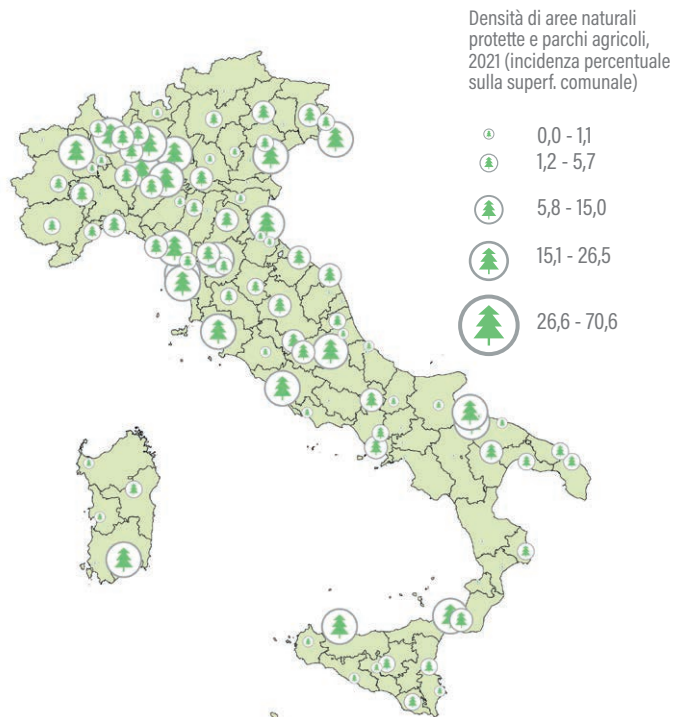 Densità di aree naturali
protette e parchi agricoli,
2021 (incidenza percentuale
sulla superf. comunale)
0,0 - 1,1
1,2 - 5,7
5,8 - 15,0
15,1 - 26,5
26,6 - 70,6